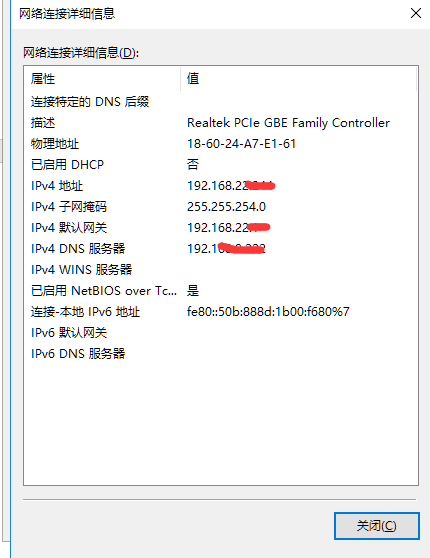 网络连接详细信息
网络连接详细信息(D):
属性 值
连接特定的 DNS 后缀
描述 Realtek PCIe GBE Family Controller
物理地址 18-60-24-A7-E1-61
已启用 DHCP 否
IPv4 地址 192.168.22
IPv4 子网掩码 255.255.254.0
IPv4 默认网关 192.168.22.
IPv4 DNS 服务器 192.1
IPv4 WINS 服务器
已启用 NetBIOS over Tc... 是
连接-本地 IPv6 地址 fe80::50b:888d:1b00:f680%7
IPv6 默认网关
IPv6 DNS 服务器
关闭(C)